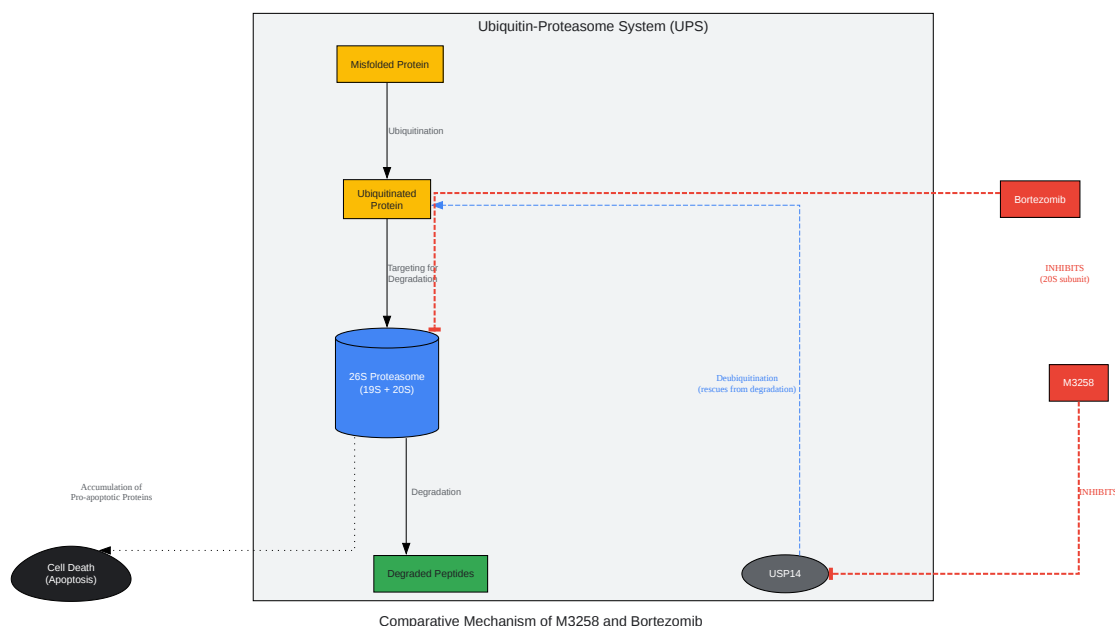 Ubiquitin-Proteasome System (UPS)
Misfolded Protein
Ubiquitination
Ubiquitinated
Protein
Bortezomib
Targeting for
Degradation
INHIBITS
(20S subunit)
26S Proteasome
(19S + 20S)
Deubiquitination
(rescues from degradation)
M3258
Accumulation of
Pro-apoptotic Proteins
Degradation
INHIBITS
Cell Death
(Apoptosis)
Degraded Peptides
USP14
Comparative Mechanism of M3258 and Bortezomib